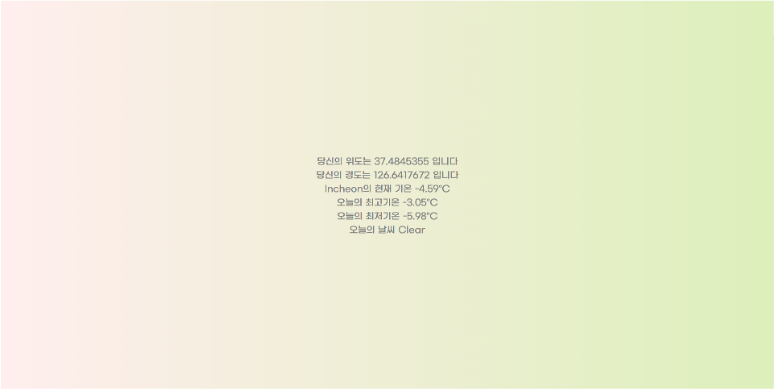 당신의 위도는 37.4845355 입니다
당신의 경도는 126.6417672 입니다
Incheon의 현재 기온 -4.59°C
오늘의 최고기온 -3.05°C
오늘의 최저기온 -5.98°C
오늘의 날씨 Clear